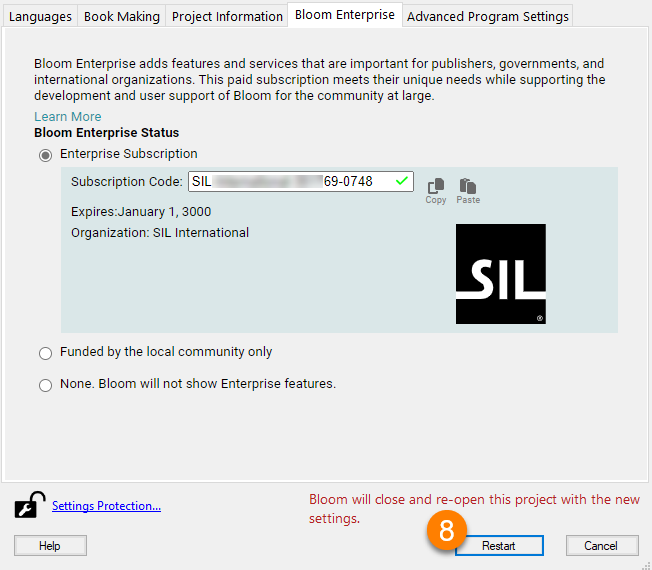 Languages Book Making Project Information Bloom Enterprise Advanced Program Settings
Bloom Enterprise adds features and services that are important for publishers, governments, and
international organizations. This paid subscription meets their unique needs while supporting the
development and user support of Bloom for the community at large.
Learn More
Bloom Enterprise Status
Enterprise Subscription
Subscription Code: SIL 69-0748
Copy Paste
Expires:January 1, 3000
Organization: SIL International
SIL
®
Funded by the local community only
None. Bloom will not show Enterprise features.
Settings Protection...
Bloom will close and re-open this project with the new
settings.
8
Help Restart Cancel